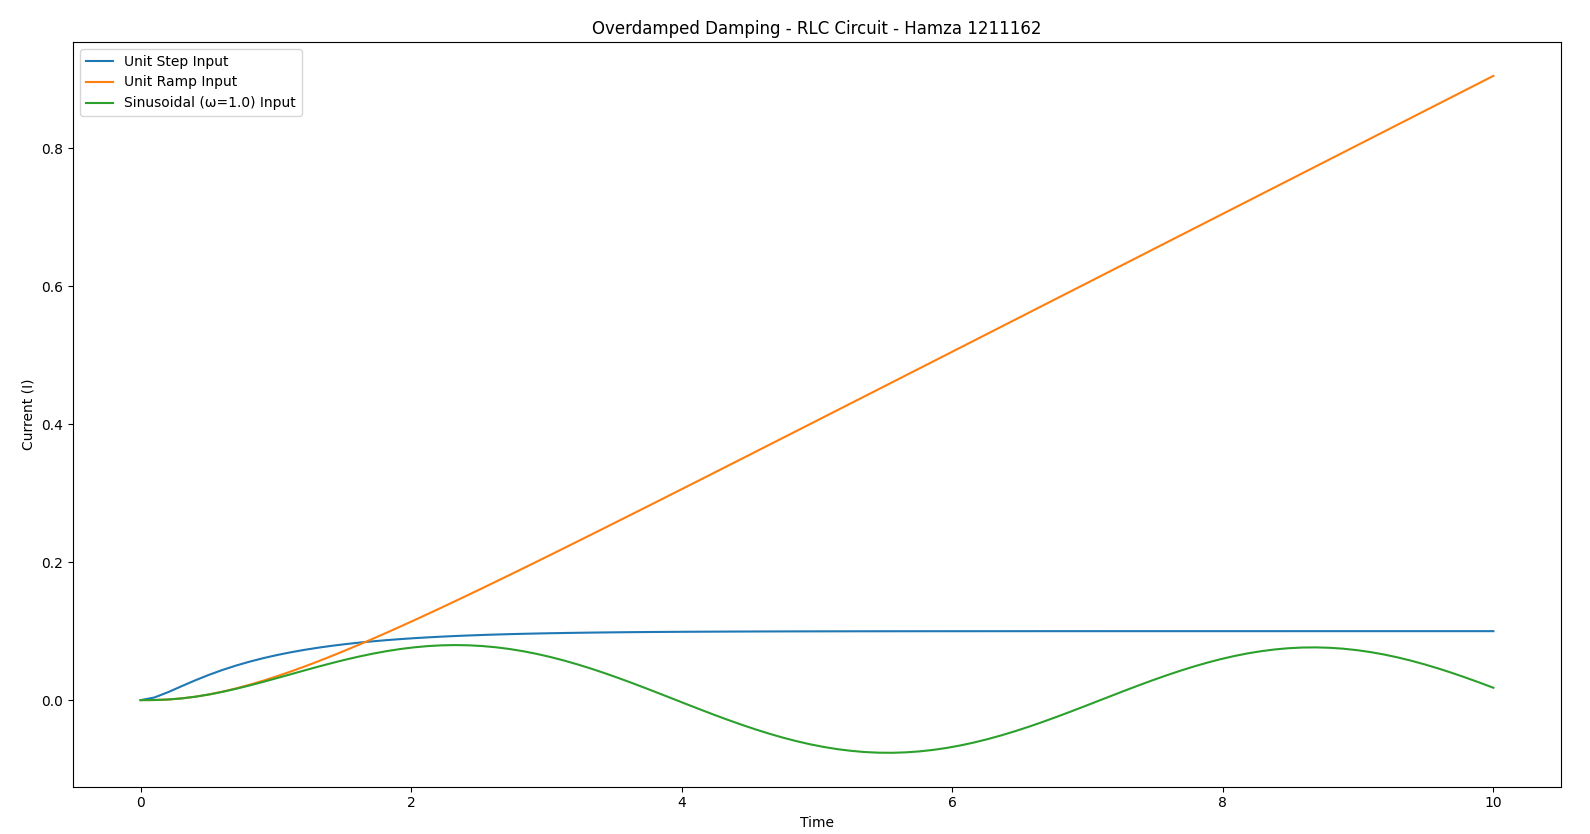 Overdamped Damping - RLC Circuit - Hamza 1211162
Unit Step Input
Unit Ramp Input
Sinusoidal (ω=1.0) Input
Current (I)
0.8
0.6
0.4
0.2
0.0
0
2
4
6
8
10
Time